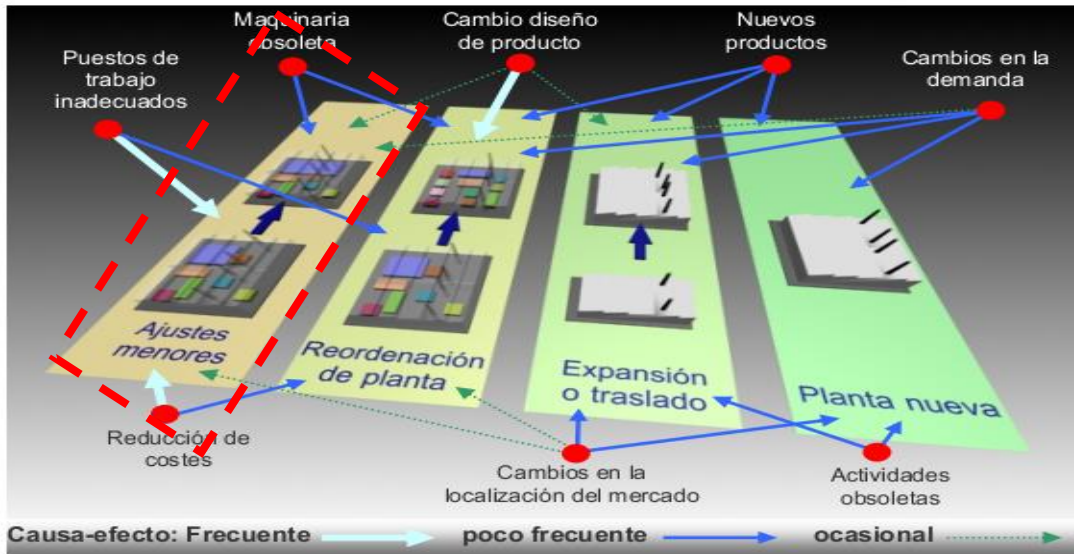 Maquinaria
obsoleta
Cambio diseño
de producto
Nuevos
productos
Puestos de
trabajo
inadecuados
Cambios en la
demanda
Ajustes
menores
Reordenación
de planta
Expansión
o traslado
Planta nueva
Reducción de
costes
Cambios en la
localización del mercado
Actividades
obsoletas
Causa-efecto: Frecuente poco frecuente ocasional